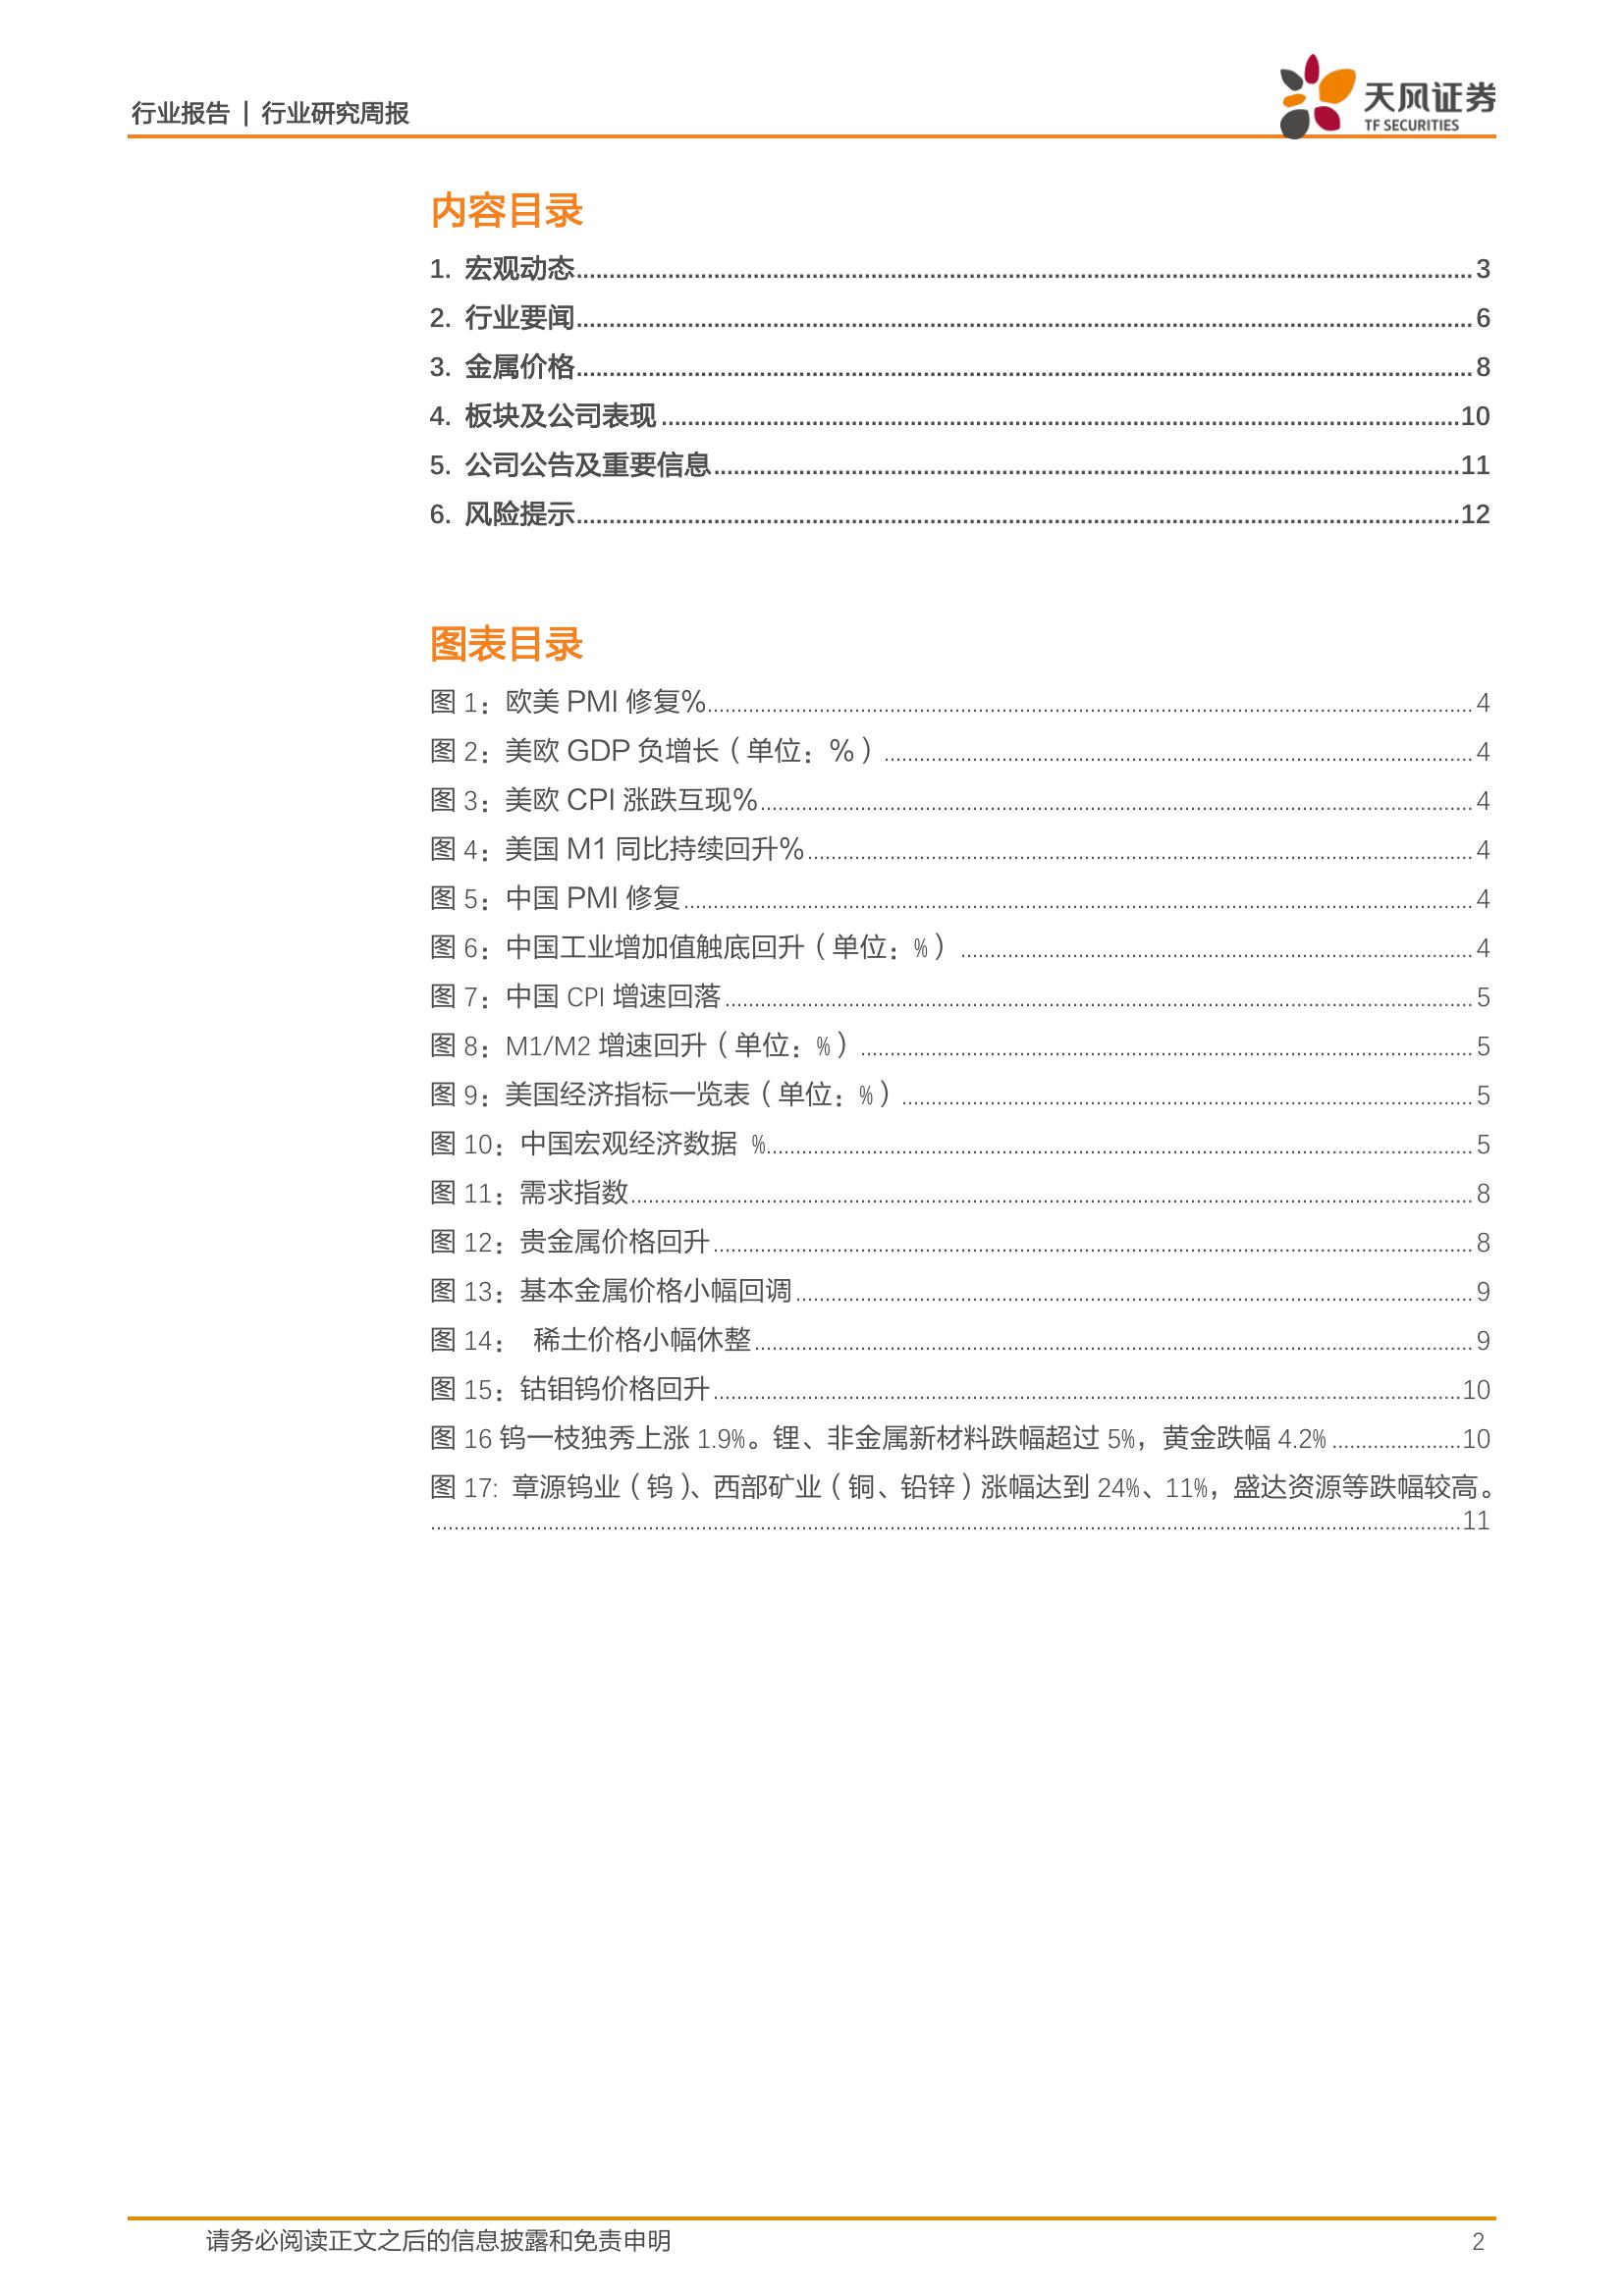 行业报告 | 行业研究周报
天风证券
TF SECURITIES
内容目录
1. 宏观动态 3
2. 行业要闻 6
3. 金属价格 8
4. 板块及公司表现 10
5. 公司公告及重要信息 11
6. 风险提示 12
图表目录
图 1：欧美 PMI 修复% 4
图 2：美欧 GDP 负增长（单位：%） 4
图 3：美欧 CPI 涨跌互现% 4
图 4：美国 M1 同比持续回升% 4
图 5：中国 PMI 修复 4
图 6：中国工业增加值触底回升（单位：%） 4
图 7：中国 CPI 增速回落 5
图 8：M1/M2 增速回升（单位：%） 5
图 9：美国经济指标一览表（单位：%） 5
图 10：中国宏观经济数据 % 5
图 11：需求指数 8
图 12：贵金属价格回升 8
图 13：基本金属价格小幅回调 9
图 14： 稀土价格小幅休整 9
图 15：钴钼钨价格回升 10
图 16 钨一枝独秀上涨 1.9%。锂、非金属新材料跌幅超过 5%，黄金跌幅 4.2% 10
图 17: 章源钨业（钨）、西部矿业（铜、铅锌）涨幅达到 24%、11%，盛达资源等跌幅较高。
11
请务必阅读正文之后的信息披露和免责申明 2